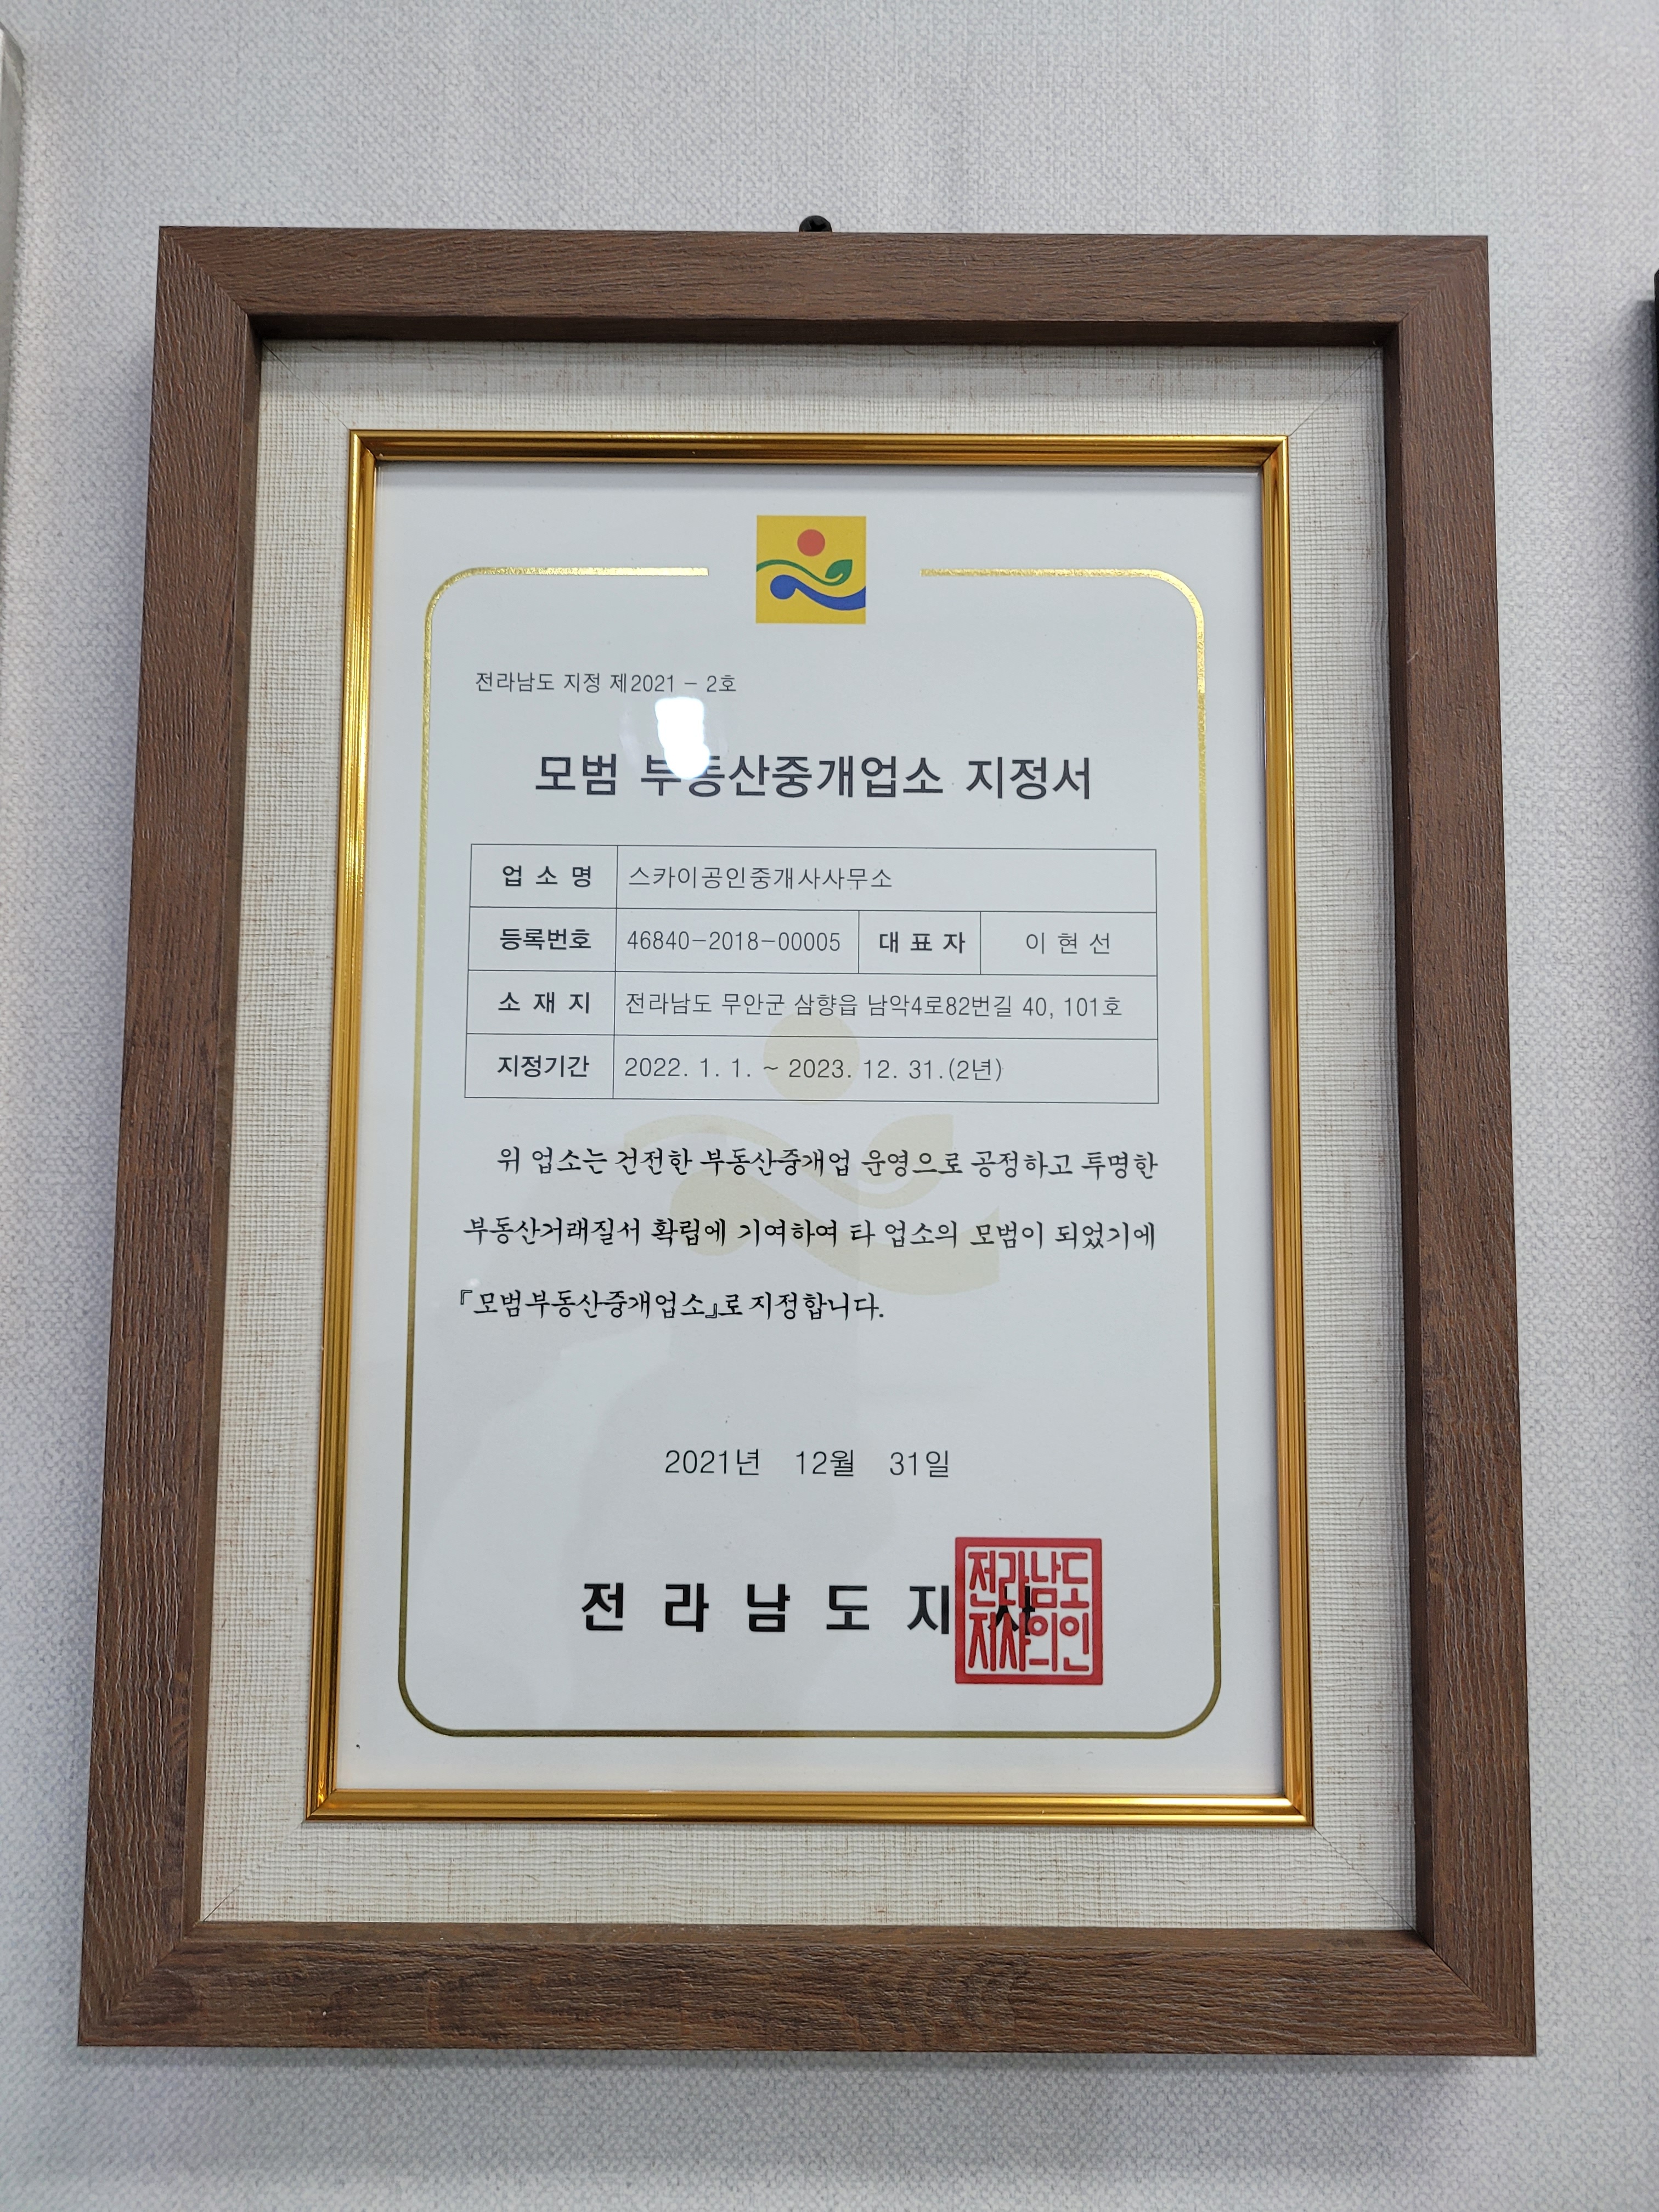 전라남도 지정 제2021 - 2호
모범 부동산중개업소 지정서
업 소 명 스카이공인중개사사무소
등록번호 46840-2018-00005 대 표 자 이 현 선
소 재 지 전라남도 무안군 삼향읍 남악4로82번길 40, 101호
지정기간 2022. 1. 1. ~ 2023. 12. 31.(2년)
위 업소는 건전한 부동산중개업 운영으로 공정하고 투명한
부동산거래질서 확립에 기여하여 타 업소의 모범이 되었기에
『모범부동산중개업소』로 지정합니다.
2021년 12월 31일
전 라 남 도 지 사
전라남도
지사의인